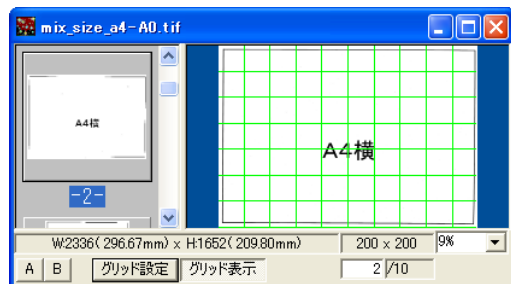 mix_size_a4-A0.tif
A4横
-2-
A4横
W:2336( 296.67mm) × H:1652( 209.80mm)
200 × 200
9%
A
B
グリッド設定
グリッド表示
2 /10